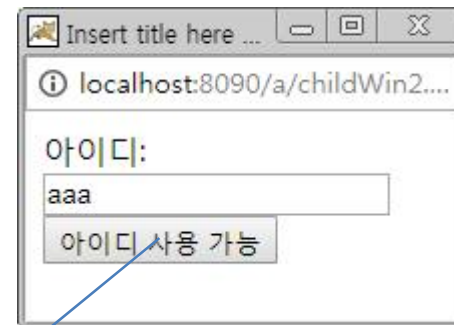 Insert title here ...
localhost:8090/a/childWin2....
아이디:
aaa
아이디 사용 가능